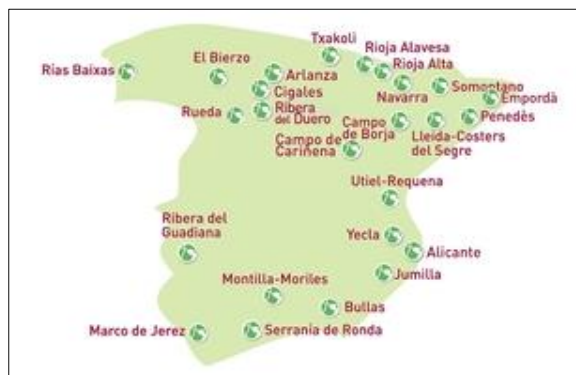 Txakoli
Rioja Alavesa
El Bierzo
Rioja Alta
Rías Baixas
Arlanza
Somontano
Cigales
Navarra
Empordà
Rueda
Ribera
del Duero
Campo
de Borja
Penedès
Lleida-Costers
del Segre
Campo de
Cariñena
Utiel-Requena
Ribera del
Guadiana
Yecla
Alicante
Jumilla
Montilla-Moriles
Bullas
Marco de Jerez
Serranía de Ronda